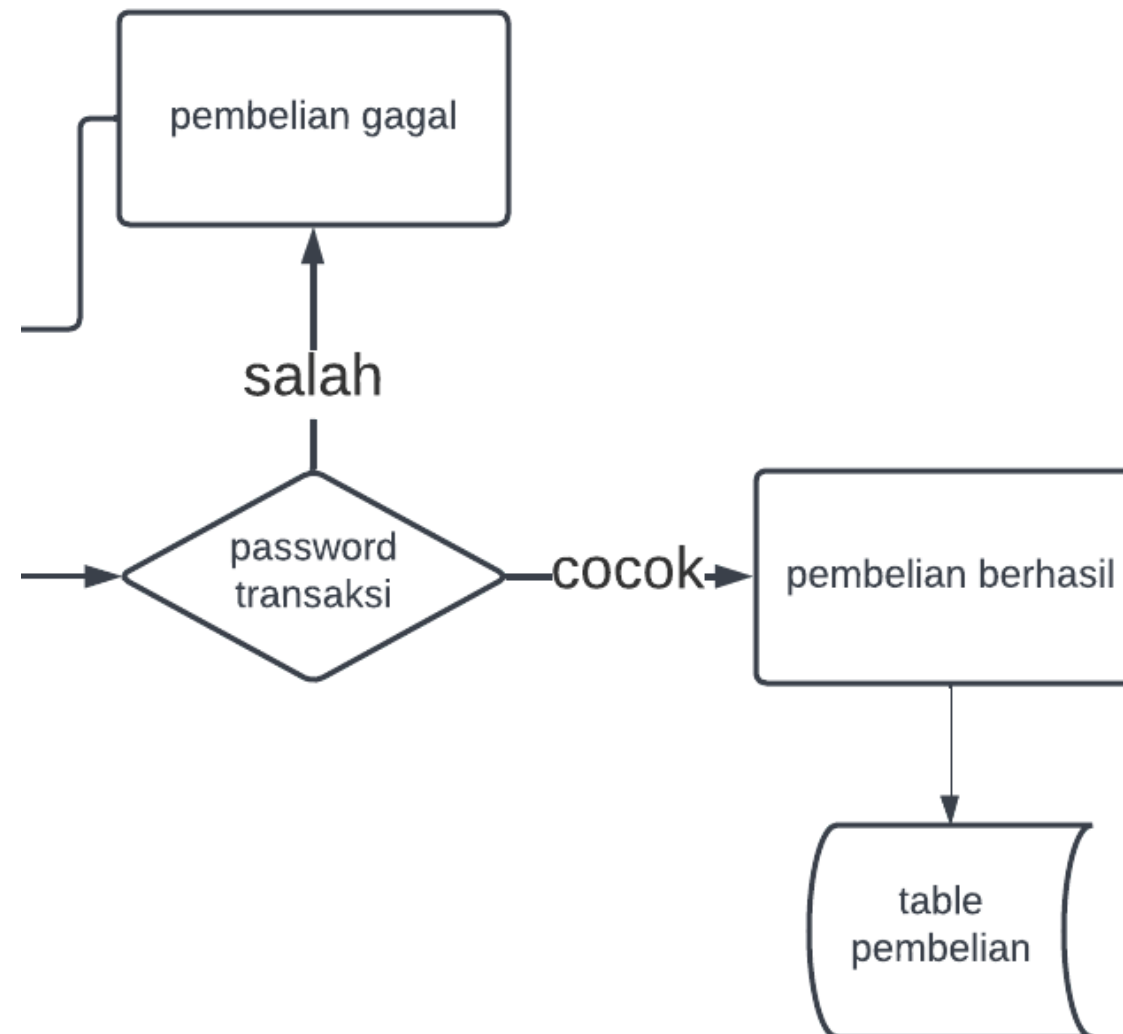 pembelian gagal
salah
password
transaksi
cocok
pembelian berhasil
table
pembelian